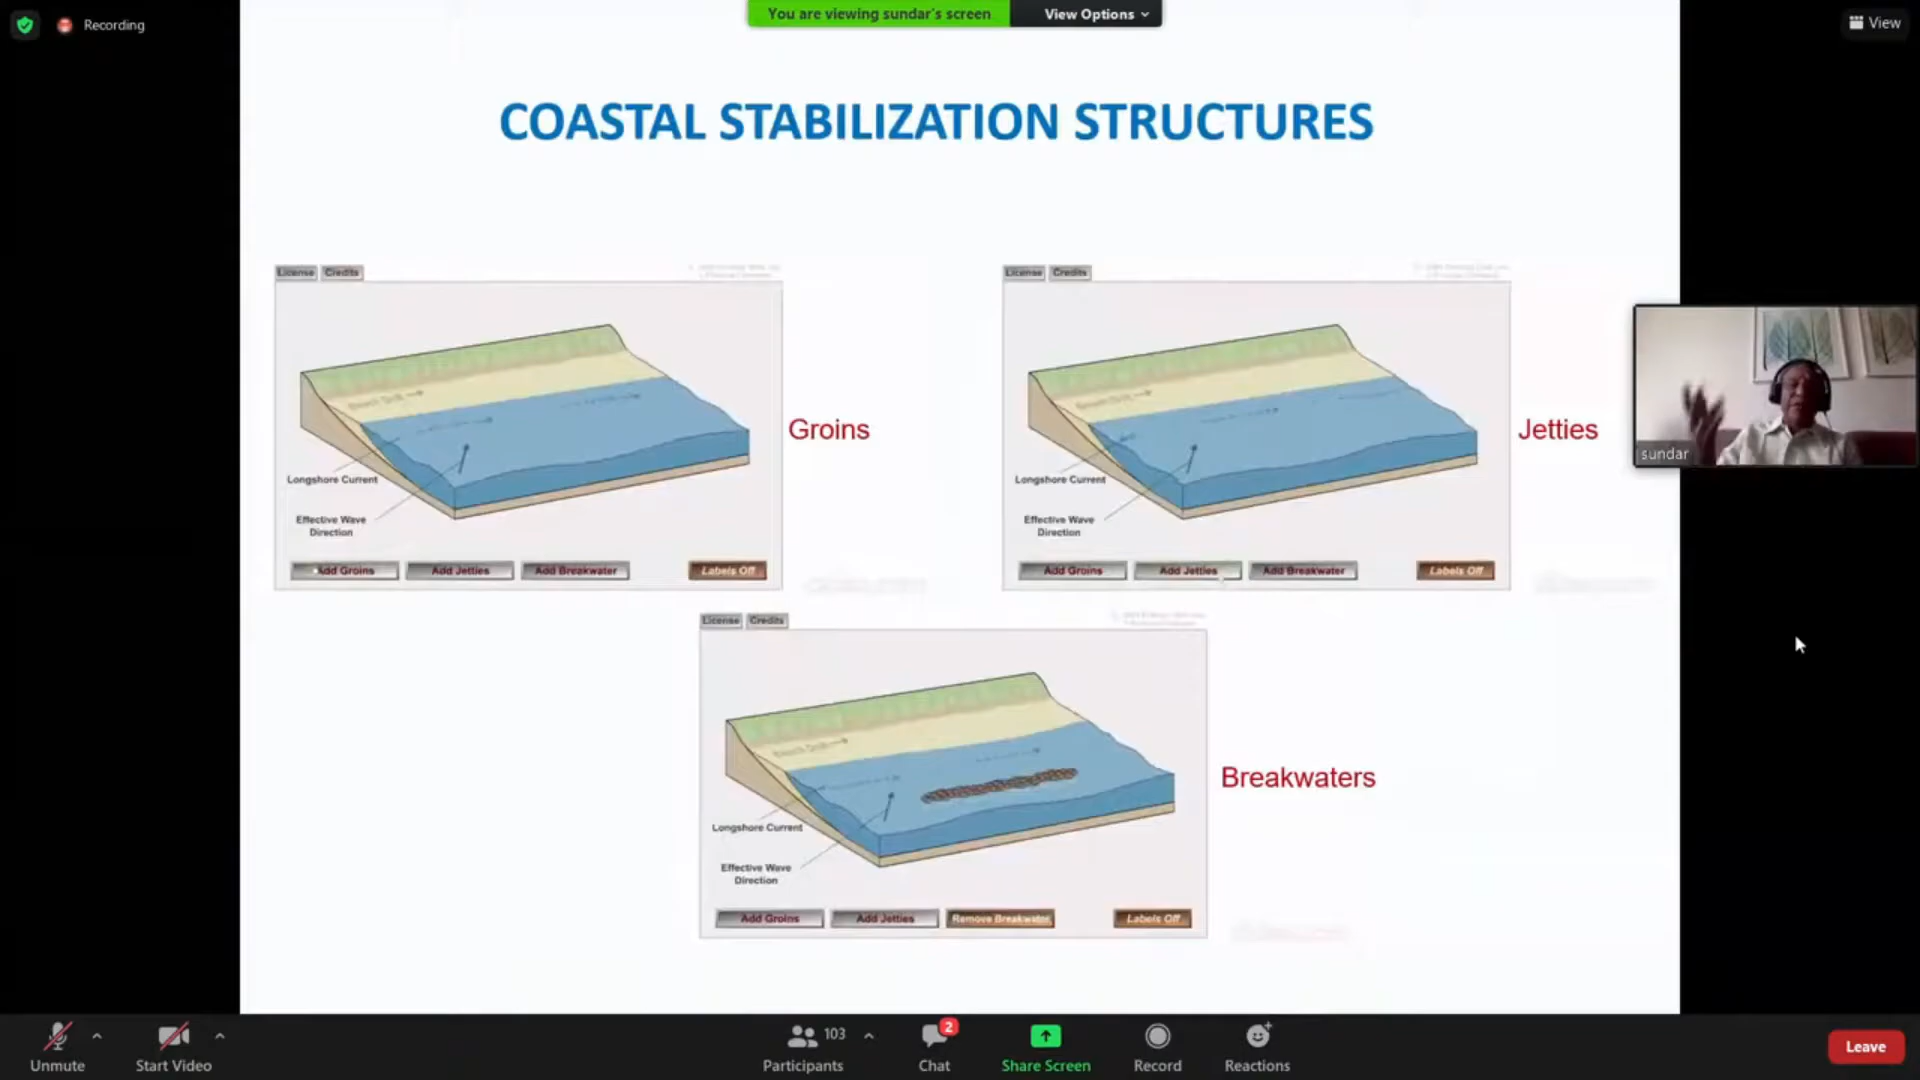 Recording
You are viewing sundar's screen
View Options
View
COASTAL STABILIZATION STRUCTURES
License Credits
Longshore Current
Effective Wave
Direction
Add Groins Add Jetties Add Breakwater Labels Off
Groins
License Credits
Longshore Current
Effective Wave
Direction
Add Groins Add Jetties Add Breakwater Labels Off
Jetties
sundar
License Credits
Longshore Current
Effective Wave
Direction
Add Groins Add Jetties Remove Breakwater Labels Off
Breakwaters
Unmute
Start Video
103
Participants
2
Chat
Share Screen
Record
Reactions
Leave